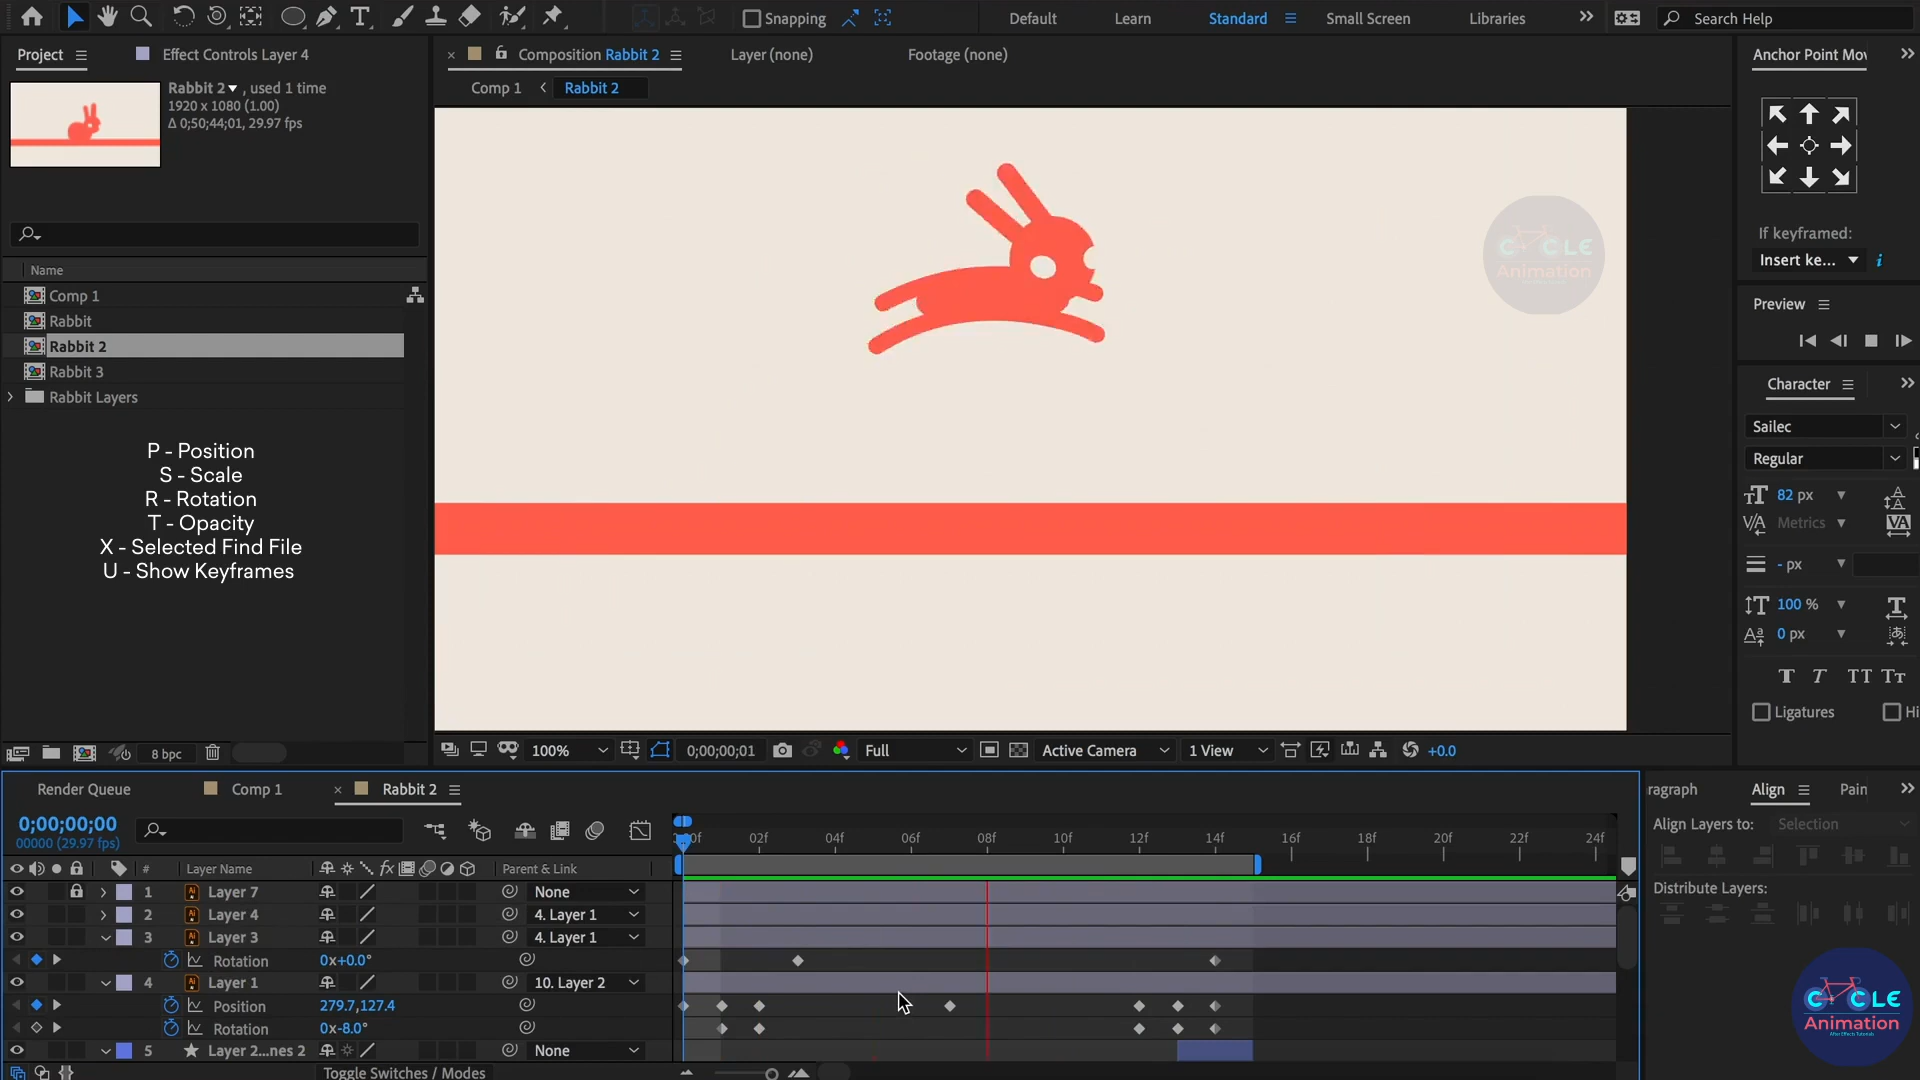 Snapping
Default
Learn
Standard
Small Screen
Libraries
Search Help
Project
Effect Controls Layer 4
Composition Rabbit 2
Layer (none)
Footage (none)
Anchor Point Mov
Rabbit 2 , used 1 time
1920 x 1080 (1.00)
Δ 0;50;44;01, 29.97 fps
Comp 1
Rabbit 2
Name
Comp 1
Rabbit
Rabbit 2
Rabbit 3
Rabbit Layers
P - Position
S - Scale
R - Rotation
T - Opacity
X - Selected Find File
U - Show Keyframes
CYCLE
Animation
If keyframed:
Insert ke...
Preview
Character
Sailec
Regular
82 px
Metrics
- px
100 %
0 px
Ligatures
Hi
8 bpc
100%
0;00;00;01
Full
Active Camera
1 View
+0.0
Render Queue
Comp 1
Rabbit 2
ragraph
Align
Pain
0;00;00;00
00000 (29.97 fps)
00f 02f 04f 06f 08f 10f 12f 14f 16f 18f 20f 22f 24f
Align Layers to: Selection
# Layer Name Parent & Link
Distribute Layers:
1 Layer 7 None
2 Layer 4 4. Layer 1
3 Layer 3 4. Layer 1
Rotation 0x+0.0°
4 Layer 1 10. Layer 2
Position 279.7,127.4
Rotation 0x-8.0°
5 Layer 2...nes 2 None
Toggle Switches / Modes
CYCLE
Animation
After Effects Tutorials